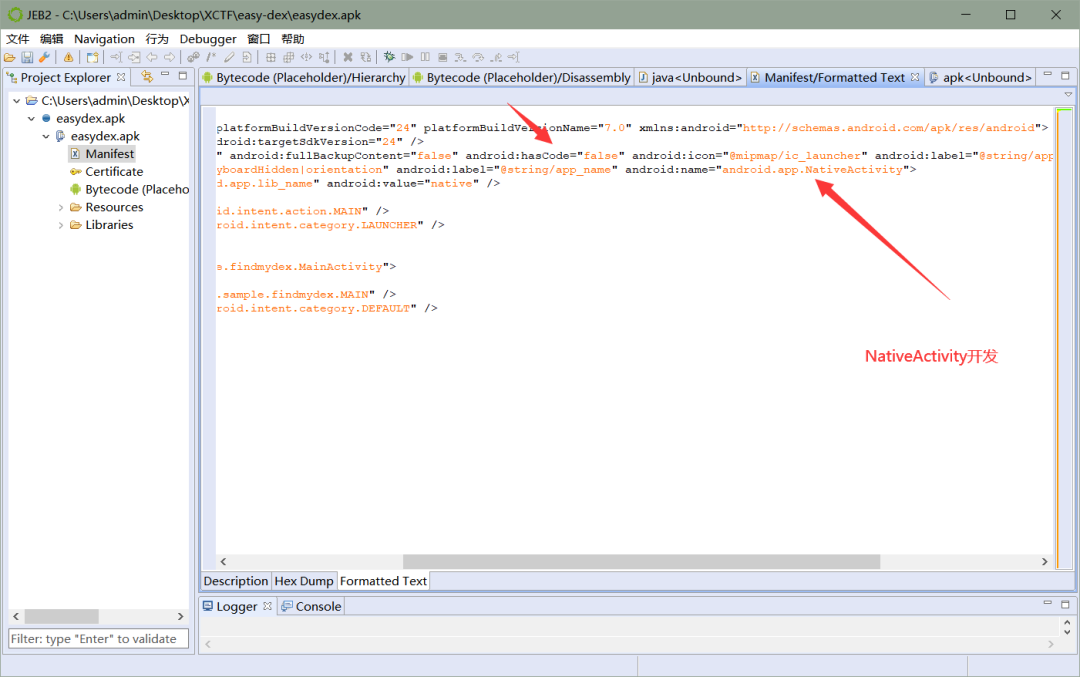 JEB2 - C:\Users\admin\Desktop\XCTF\easy-dex\easydex.apk
文件 编辑 Navigation 行为 Debugger 窗口 帮助
Project Explorer
Bytecode (Placeholder)/Hierarchy Bytecode (Placeholder)/Disassembly java<Unbound> Manifest/Formatted Text apk<Unbound>
C:\Users\admin\Desktop\X
easydex.apk
easydex.apk
Manifest
Certificate
Bytecode (Placeho
Resources
Libraries
platformBuildVersionCode="24" platformBuildVersionName="7.0" xmlns:android="http://schemas.android.com/apk/res/android">
droid:targetSdkVersion="24" />
" android:fullBackupContent="false" android:hasCode="false" android:icon="@mipmap/ic_launcher" android:label="@string/app
yboardHidden|orientation" android:label="@string/app_name" android:name="android.app.NativeActivity">
d.app.lib_name" android:value="native" />
id.intent.action.MAIN" />
roid.intent.category.LAUNCHER" />
e.findmydex.MainActivity">
.sample.findmydex.MAIN" />
roid.intent.category.DEFAULT" />
NativeActivity开发
Description Hex Dump Formatted Text
Logger Console
Filter: type "Enter" to validate